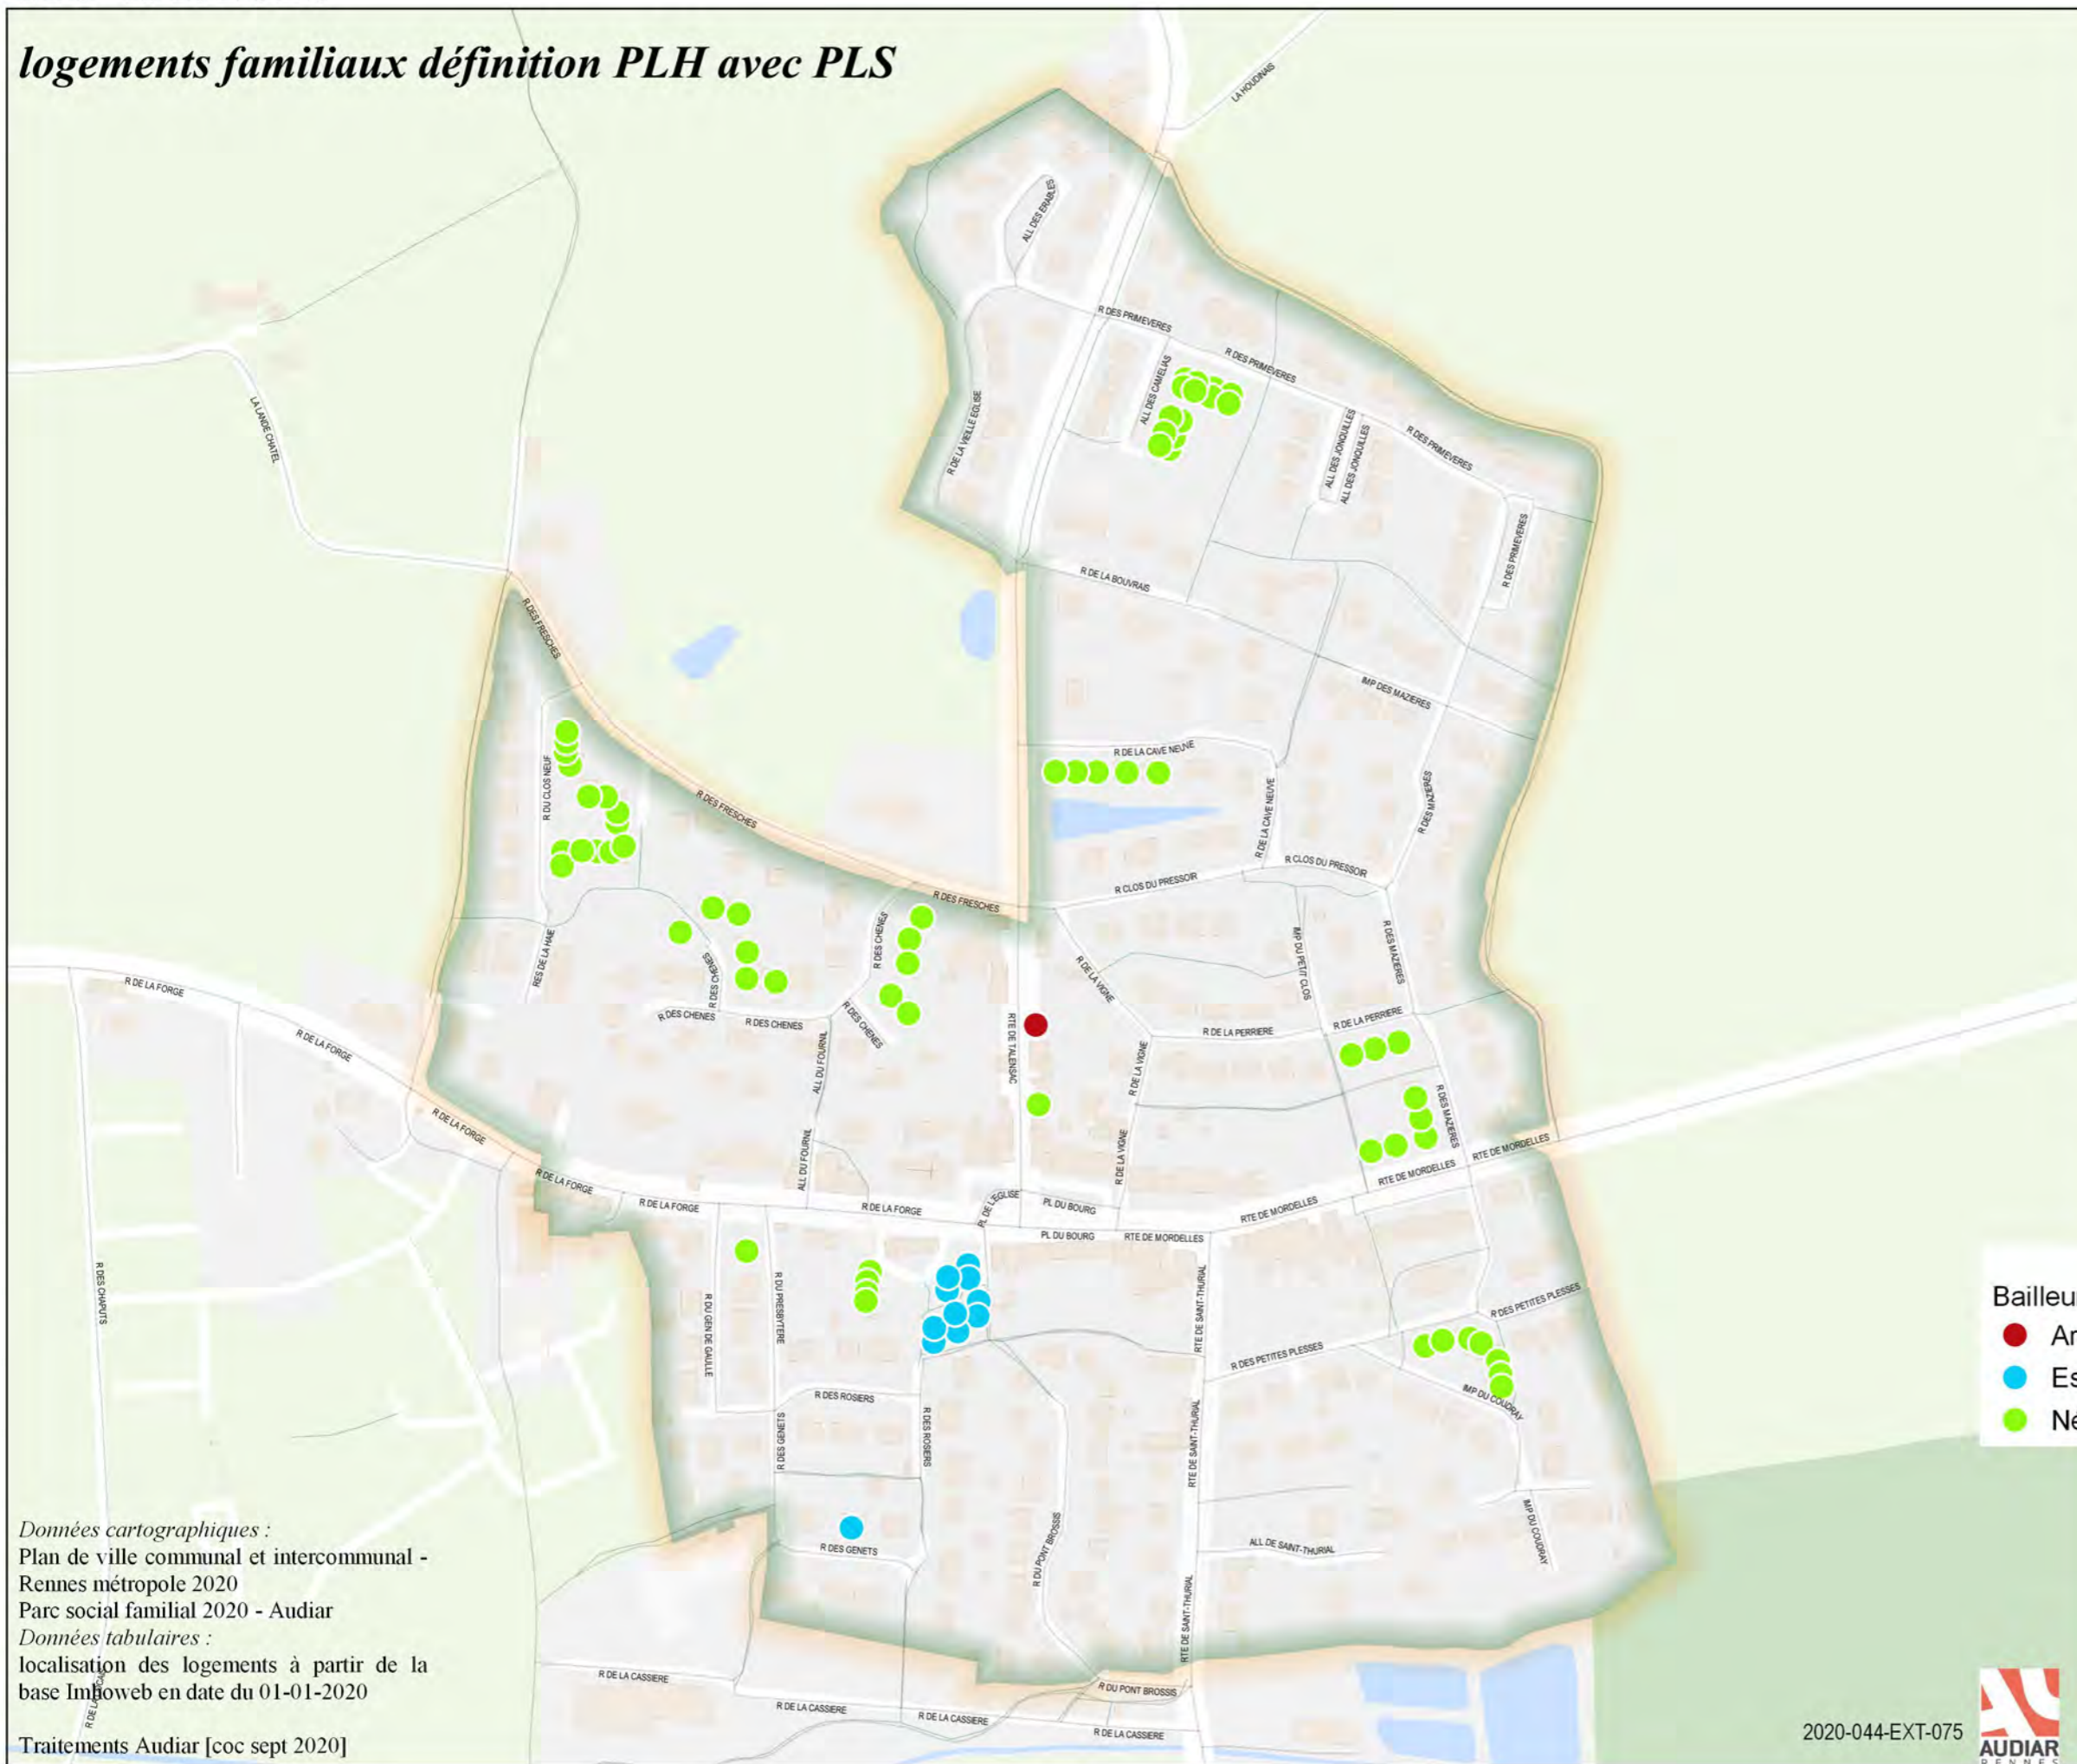 logements familiaux définition PLH avec PLS
LA HOUDINAIS
ALL DES ERABLES
R DES PRIMEVERES
R DES PRIMEVERES
ALL DES CAMELIAS
R DE LA VIEILLE EGLISE
LA LANDE CHATEL
ALL DES JONQUILLES
ALL DES JONQUILLES
R DES PRIMEVERES
R DES PRIMEVERES
R DE LA BOUVRAIS
R DES FRESCHES
IMP DES MAZIERES
R DE LA CAVE NEUVE
R DU CLOS NEUF
R DES FRESCHES
R DE LA CAVE NEUVE
R DES MAZIERES
R CLOS DU PRESSOIR
R CLOS DU PRESSOIR
R DES FRESCHES
RES DE LA HAIE
R DES CHENES
R DES CHENES
R DE LA VIGNE
IMP DU PETIT CLOS
R DES MAZIERES
R DE LA FORGE
R DES CHENES
R DES CHENES
R DES CHENES
R DE LA PERRIERE
R DE LA PERRIERE
R DE LA FORGE
ALL DU FOURNIL
RTE DE TALENSAC
R DE LA VIGNE
R DE LA FORGE
R DES MAZIERES
ALL DU FOURNIL
R DE LA VIGNE
RTE DE MORDELLES
RTE DE MORDELLES
R DE LA FORGE
R DE LA FORGE
R DE LA FORGE
PL DE L'EGLISE
PL DU BOURG
RTE DE MORDELLES
PL DU BOURG
RTE DE MORDELLES
R DES CHAPUTS
R DU GEN DE GAULLE
R DU PRESBYTERE
RTE DE SAINT-THURIAL
R DES PETITES PLESSES
R DES PETITES PLESSES
IMP DU COUDRAY
Bailleu
Ar
Es
Né
R DES ROSIERS
R DES GENETS
R DES ROSIERS
RTE DE SAINT-THURIAL
R DES GENETS
R DU PONT BROSSIS
ALL DE SAINT-THURIAL
IMP DU COUDRAY
RTE DE SAINT-THURIAL
Données cartographiques :
Plan de ville communal et intercommunal -
Rennes métropole 2020
Parc social familial 2020 - Audiar
Données tabulaires :
localisation des logements à partir de la
base Imhoweb en date du 01-01-2020
R DE LA
R DE LA CASSIERE
R DU PONT BROSSIS
R DE LA CASSIERE
R DE LA CASSIERE
R DE LA CASSIERE
Traitements Audiar [coc sept 2020]
2020-044-EXT-075
AUDIAR
RENNES